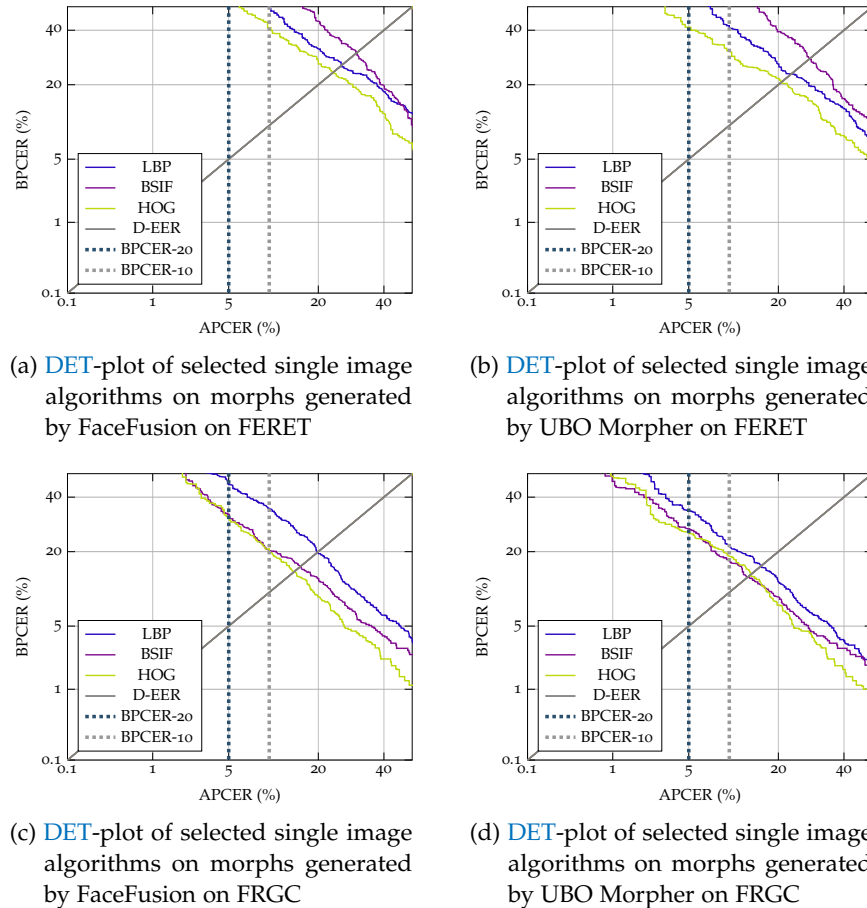 40
20
5
1
0.1
BPCER (%)
LBP
BSIF
HOG
D-EER
BPCER-20
BPCER-10
0.1 1 5 20 40
APCER (%)
(a) DET-plot of selected single image
algorithms on morphs generated
by FaceFusion on FERET
40
20
5
1
0.1
BPCER (%)
LBP
BSIF
HOG
D-EER
BPCER-20
BPCER-10
0.1 1 5 20 40
APCER (%)
(b) DET-plot of selected single image
algorithms on morphs generated
by UBO Morpher on FERET
40
20
5
1
0.1
BPCER (%)
LBP
BSIF
HOG
D-EER
BPCER-20
BPCER-10
0.1 1 5 20 40
APCER (%)
(c) DET-plot of selected single image
algorithms on morphs generated
by FaceFusion on FRGC
40
20
5
1
0.1
BPCER (%)
LBP
BSIF
HOG
D-EER
BPCER-20
BPCER-10
0.1 1 5 20 40
APCER (%)
(d) DET-plot of selected single image
algorithms on morphs generated
by UBO Morpher on FRGC